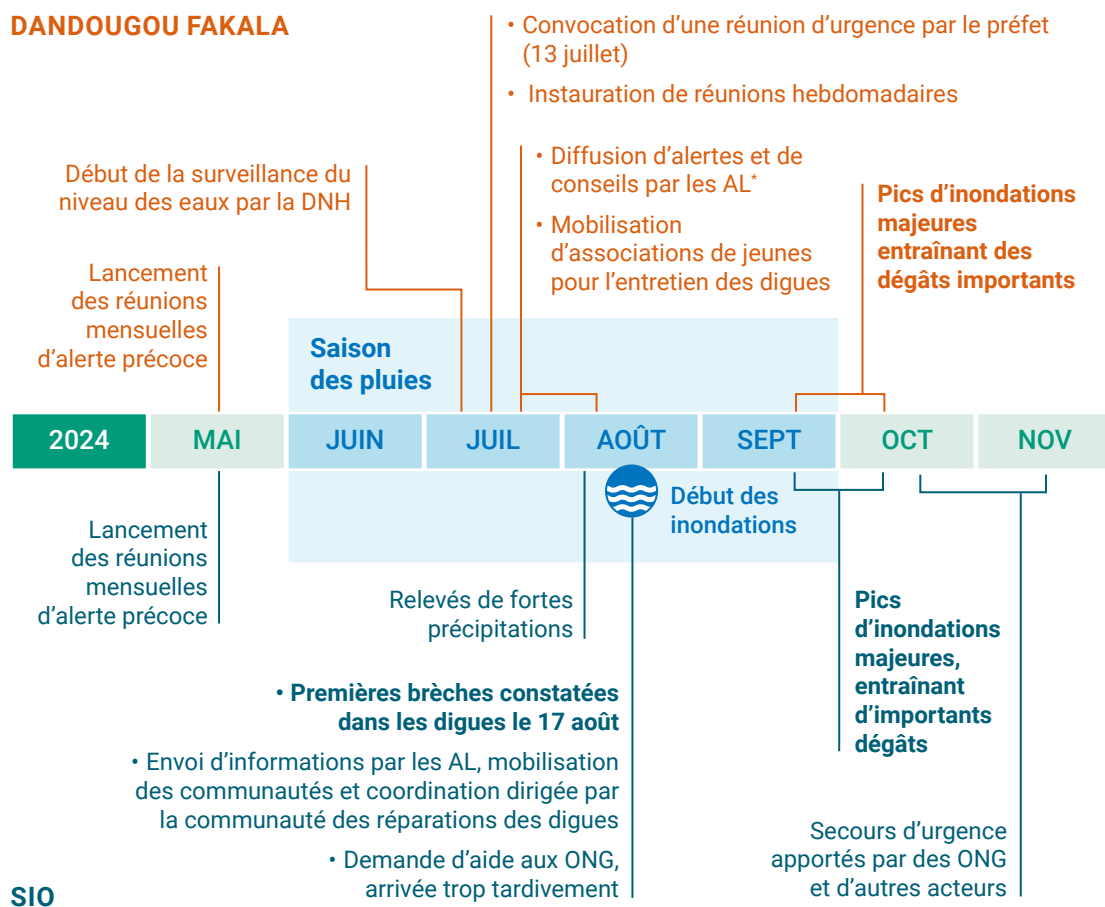 DANDOUGOU FAKALA
• Convocation d’une réunion d’urgence par le préfet
(13 juillet)
• Instauration de réunions hebdomadaires
Début de la surveillance du
niveau des eaux par la DNH
• Diffusion d’alertes et de
conseils par les AL*
• Mobilisation
d’associations de jeunes
pour l’entretien des digues
Pics d’inondations
majeures
entraînant des
dégâts importants
Lancement
des réunions
mensuelles
d’alerte précoce
Saison
des pluies
2024 MAI JUIN JUIL AOÛT SEPT OCT NOV
Début des
inondations
Lancement
des réunions
mensuelles
d’alerte précoce
Relevés de fortes
précipitations
Pics
d’inondations
majeures,
entraînant
d’importants
dégâts
• Premières brèches constatées
dans les digues le 17 août
• Envoi d’informations par les AL, mobilisation
des communautés et coordination dirigée par
la communauté des réparations des digues
• Demande d’aide aux ONG,
arrivée trop tardivement
Secours d’urgence
apportés par des ONG
et d’autres acteurs
SIO